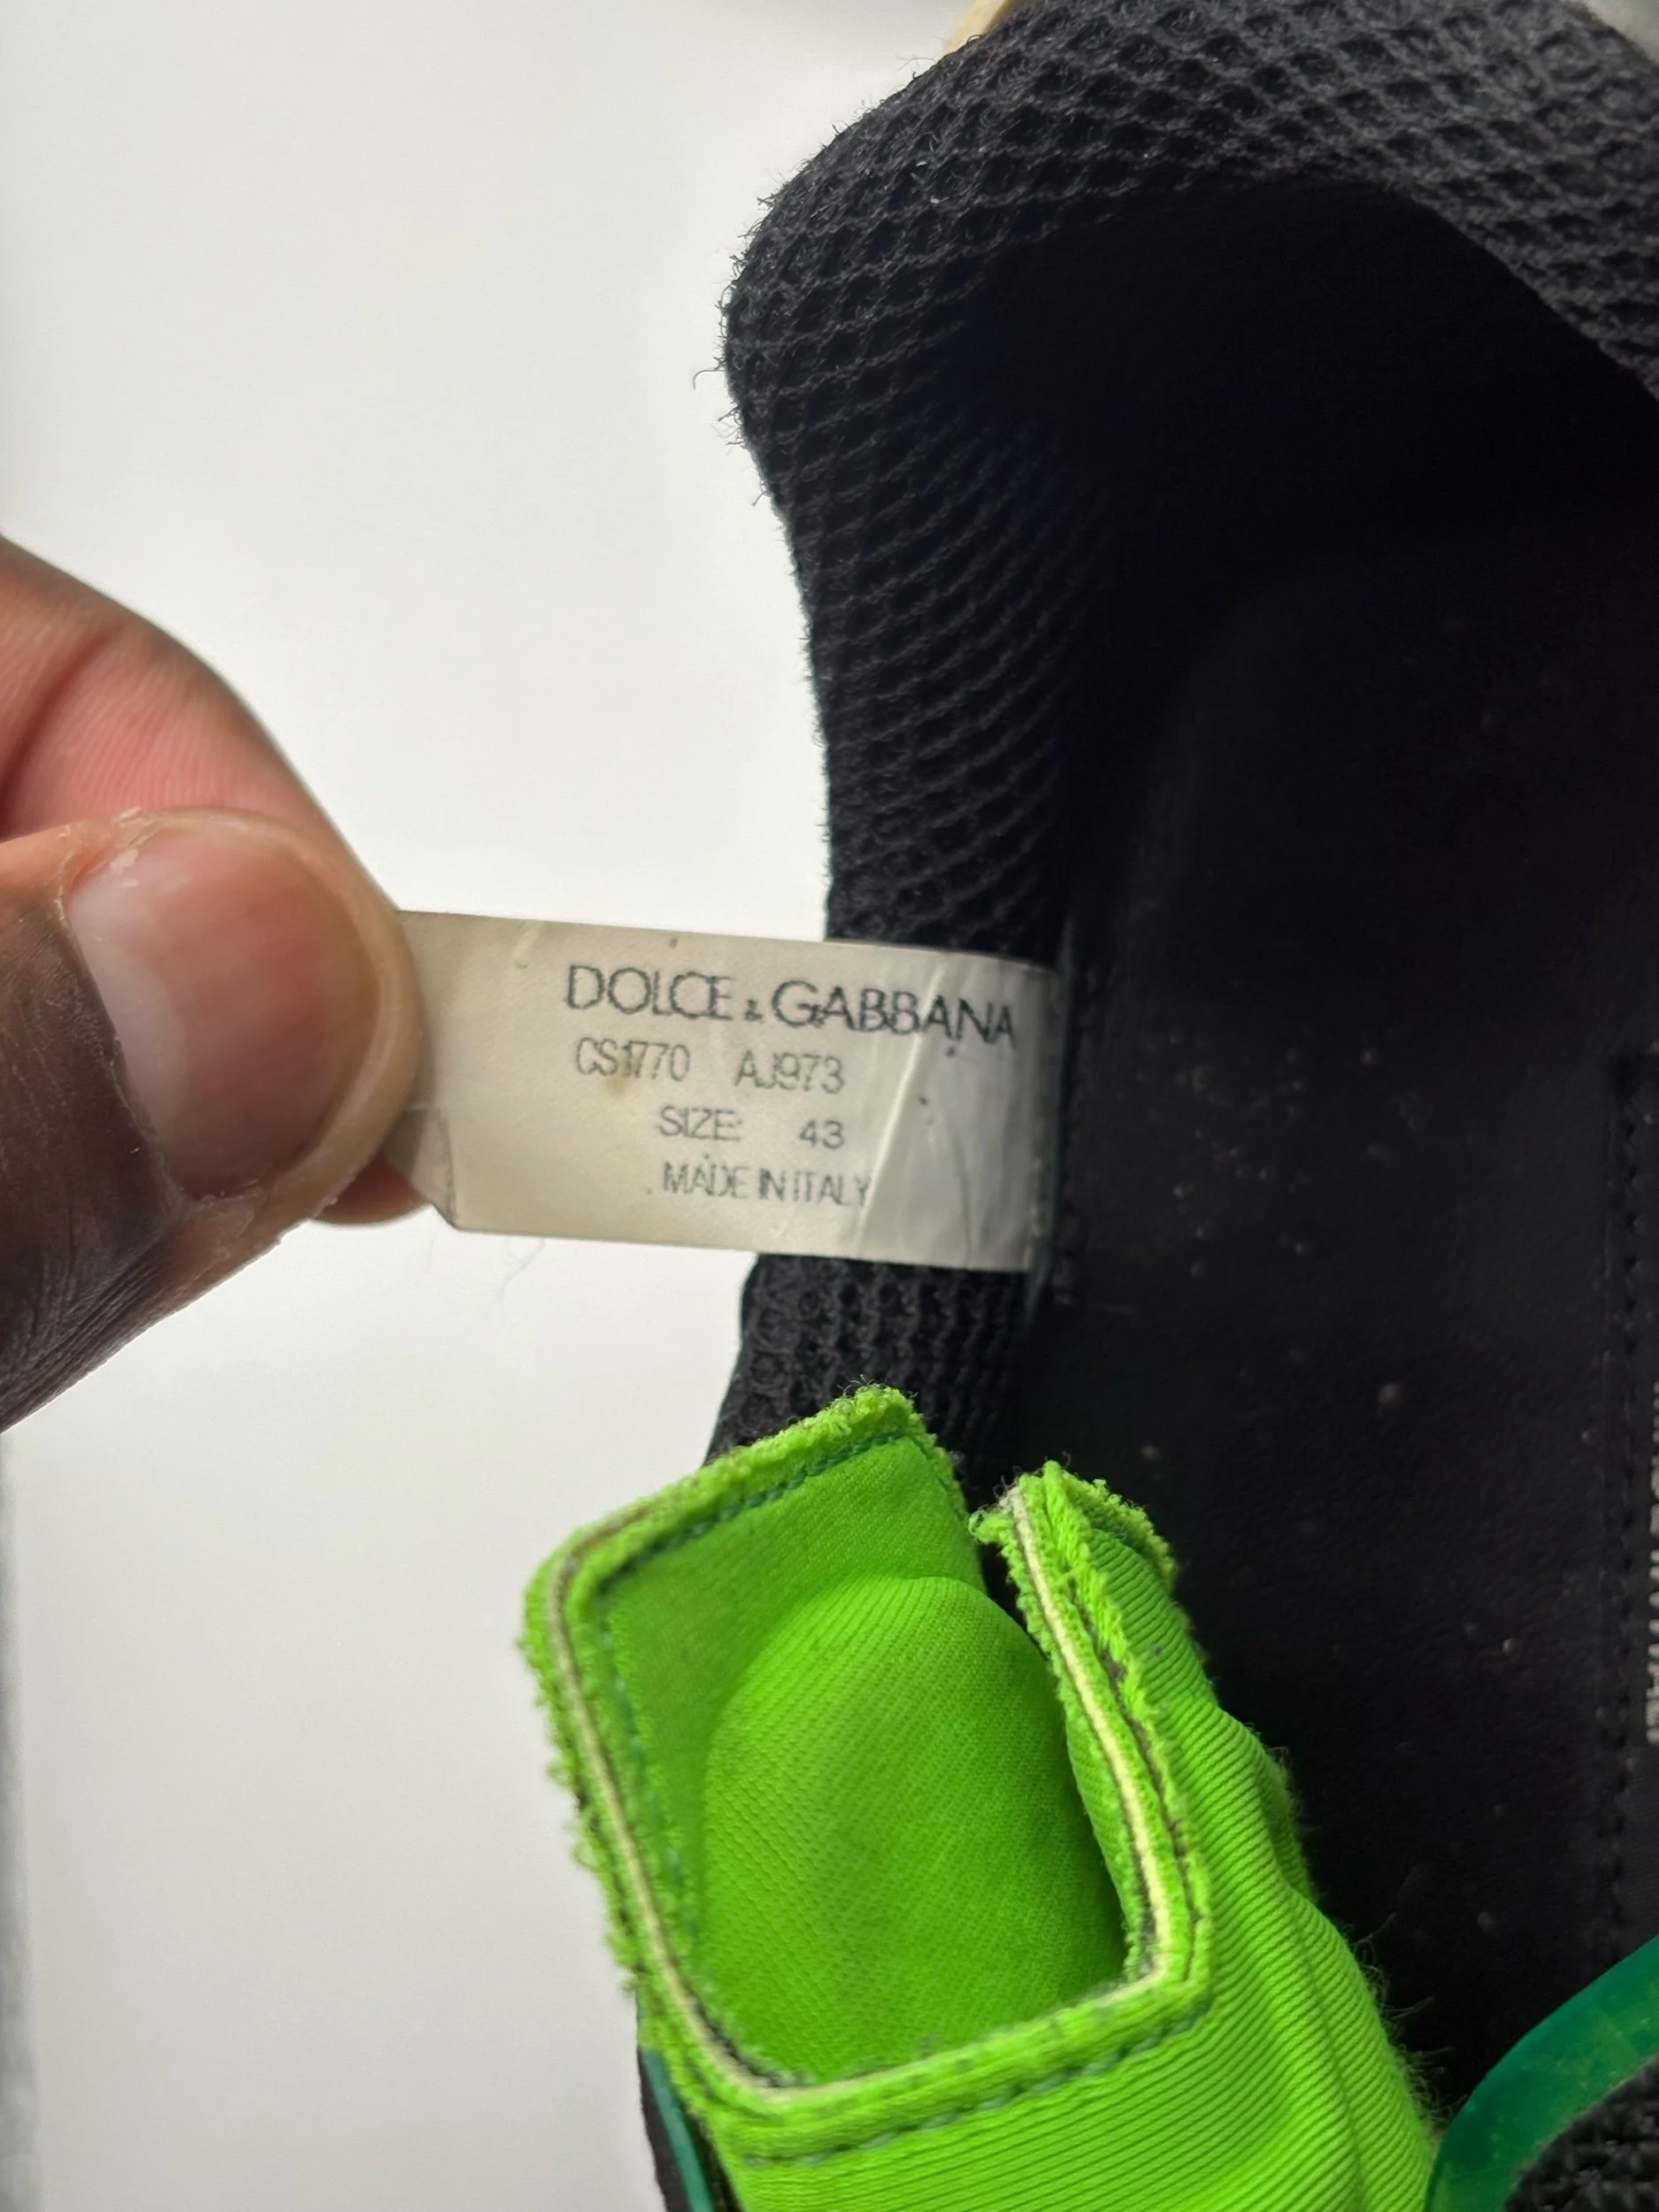 DOLCE & GABBANA
CS1770 AJ973
SIZE: 43
MADE IN ITALY